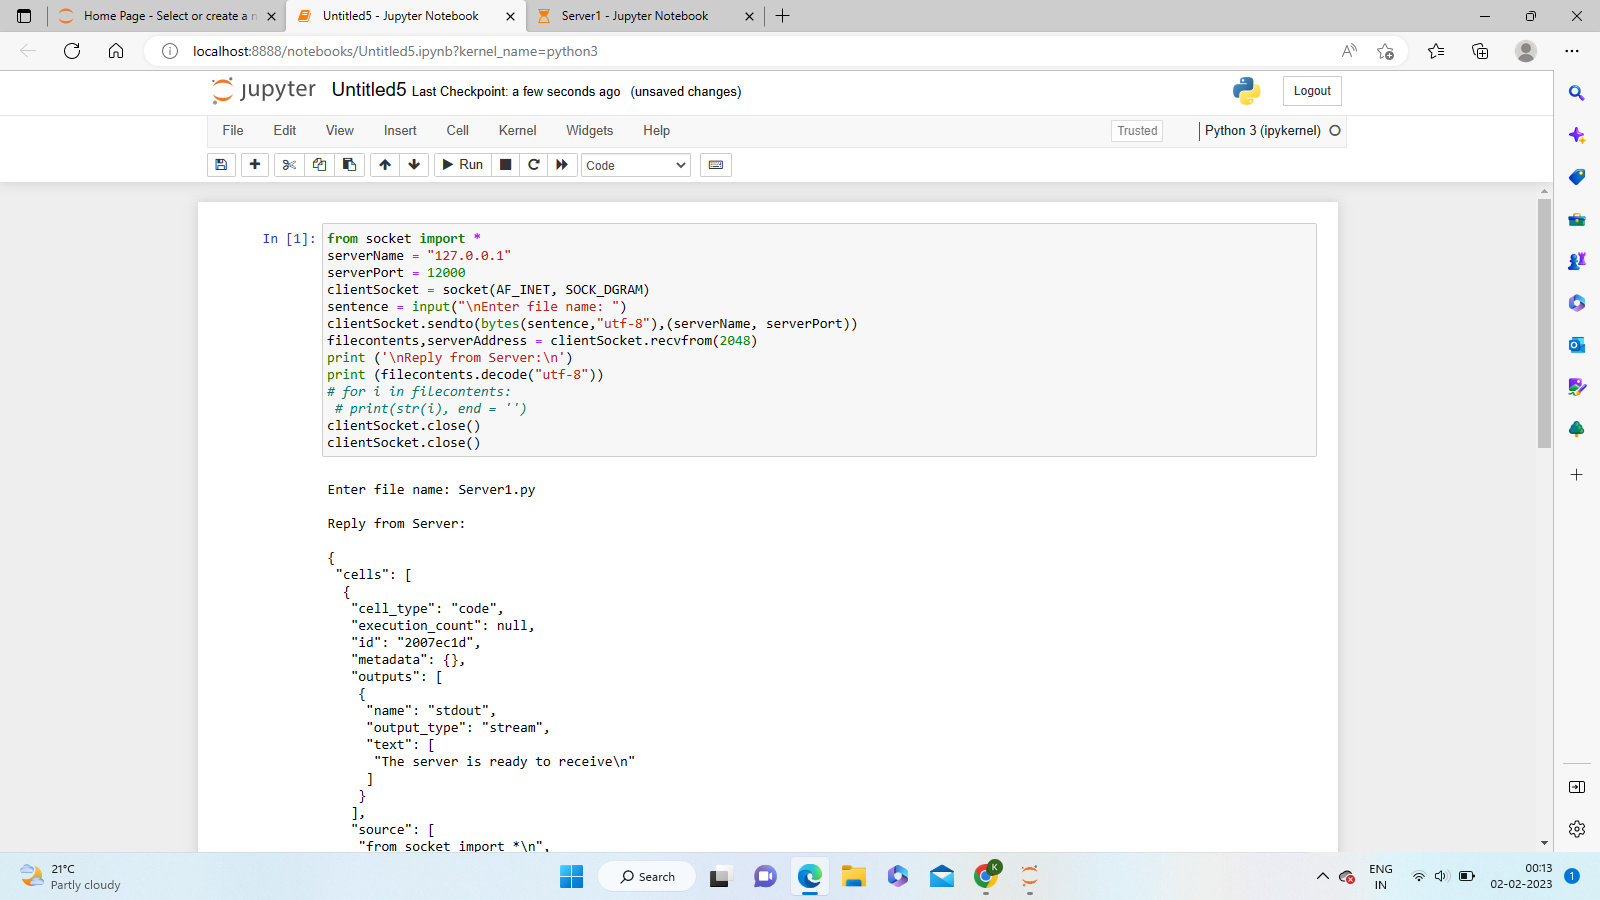 Home Page - Select or create a n
Untitled5 - Jupyter Notebook
Server1 - Jupyter Notebook
localhost:8888/notebooks/Untitled5.ipynb?kernel_name=python3
jupyter Untitled5 Last Checkpoint: a few seconds ago (unsaved changes)
Logout
File Edit View Insert Cell Kernel Widgets Help
Trusted
Python 3 (ipykernel)
Run
Code
In [1]:
from socket import *
serverName = "127.0.0.1"
serverPort = 12000
clientSocket = socket(AF_INET, SOCK_DGRAM)
sentence = input("\nEnter file name: ")
clientSocket.sendto(bytes(sentence,"utf-8"),(serverName, serverPort))
filecontents,serverAddress = clientSocket.recvfrom(2048)
print ('\nReply from Server:\n')
print (filecontents.decode("utf-8"))
# for i in filecontents:
# print(str(i), end = '')
clientSocket.close()
clientSocket.close()
Enter file name: Server1.py
Reply from Server:
{
"cells": [
{
"cell_type": "code",
"execution_count": null,
"id": "2007ec1d",
"metadata": {},
"outputs": [
{
"name": "stdout",
"output_type": "stream",
"text": [
"The server is ready to receive\n"
]
}
],
"source": [
"from socket import *\n",
21°C
Partly cloudy
Search
K
ENG
IN
00:13
02-02-2023
1